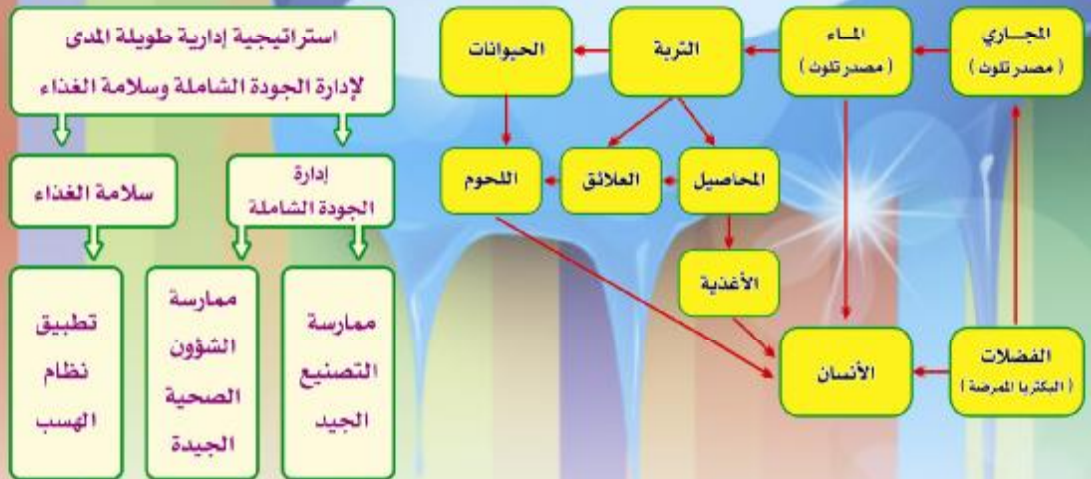 المجـاري
( مصدر تلوث )
المـاء
( مصدر تلوث )
التربة
الحيوانات
المحاصيل
العلائق
اللحوم
الأغذية
الفضلات
( البكتريا الممرضة )
الأنسان
استراتيجية إدارية طويلة المدى
لإدارة الجودة الشاملة وسلامة الغذاء
إدارة
الجودة الشاملة
سلامة الغذاء
ممارسة
التصنيع
الجيد
ممارسة
الشؤون
الصحية
الجيدة
تطبيق
نظام
الهسب